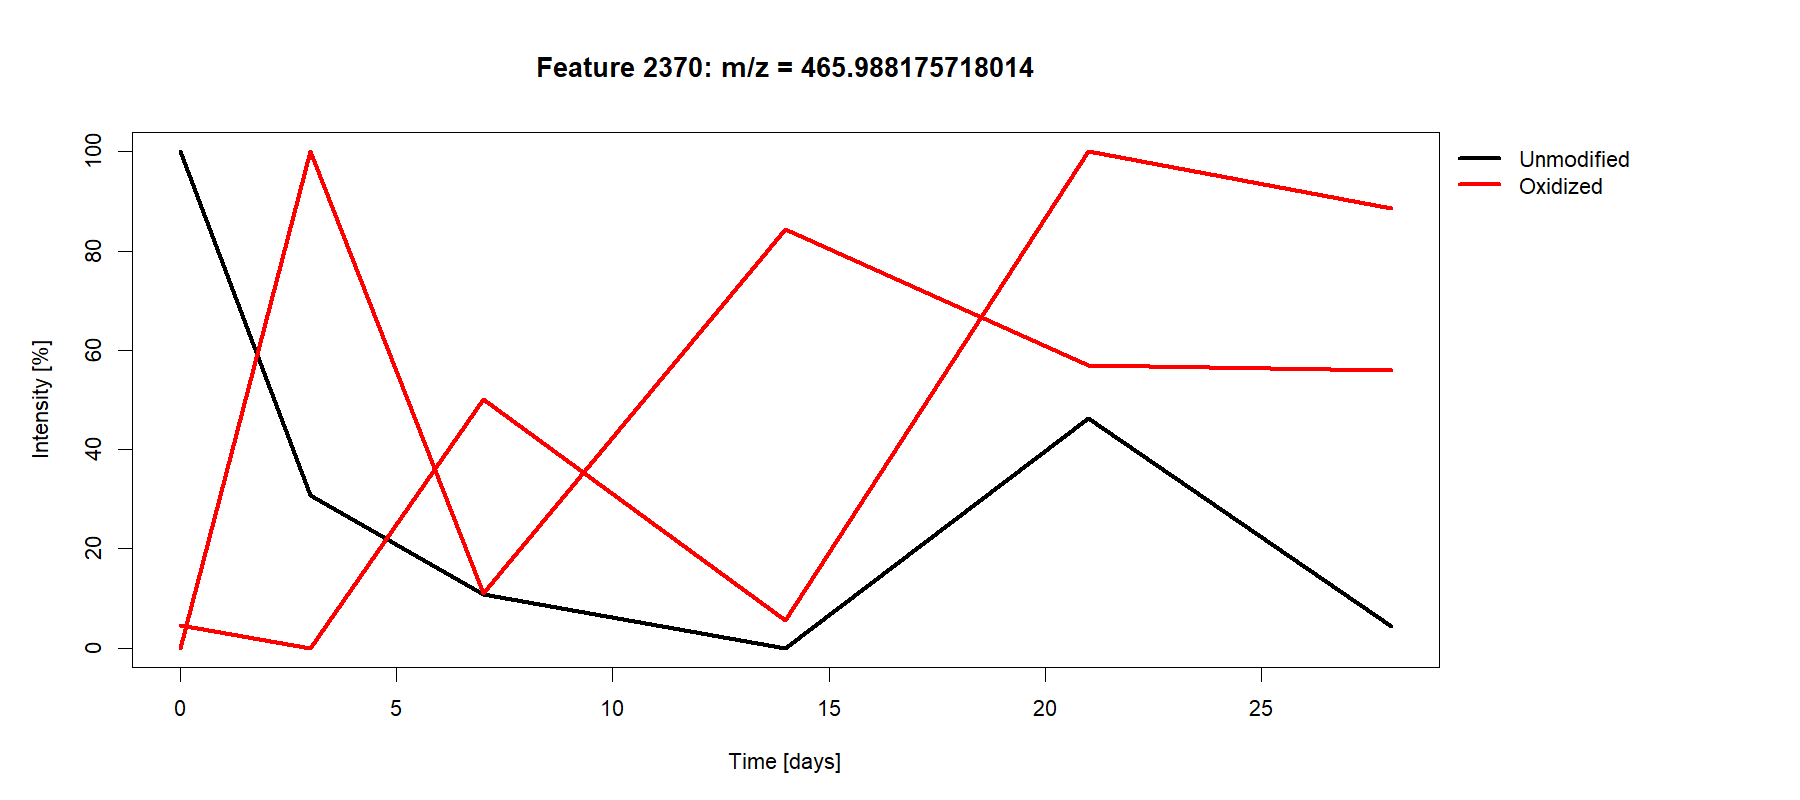 Feature 2370: m/z = 465.988175718014
Unmodified
Oxidized
Intensity [%]
100
80
60
40
20
0
0 5 10 15 20 25
Time [days]